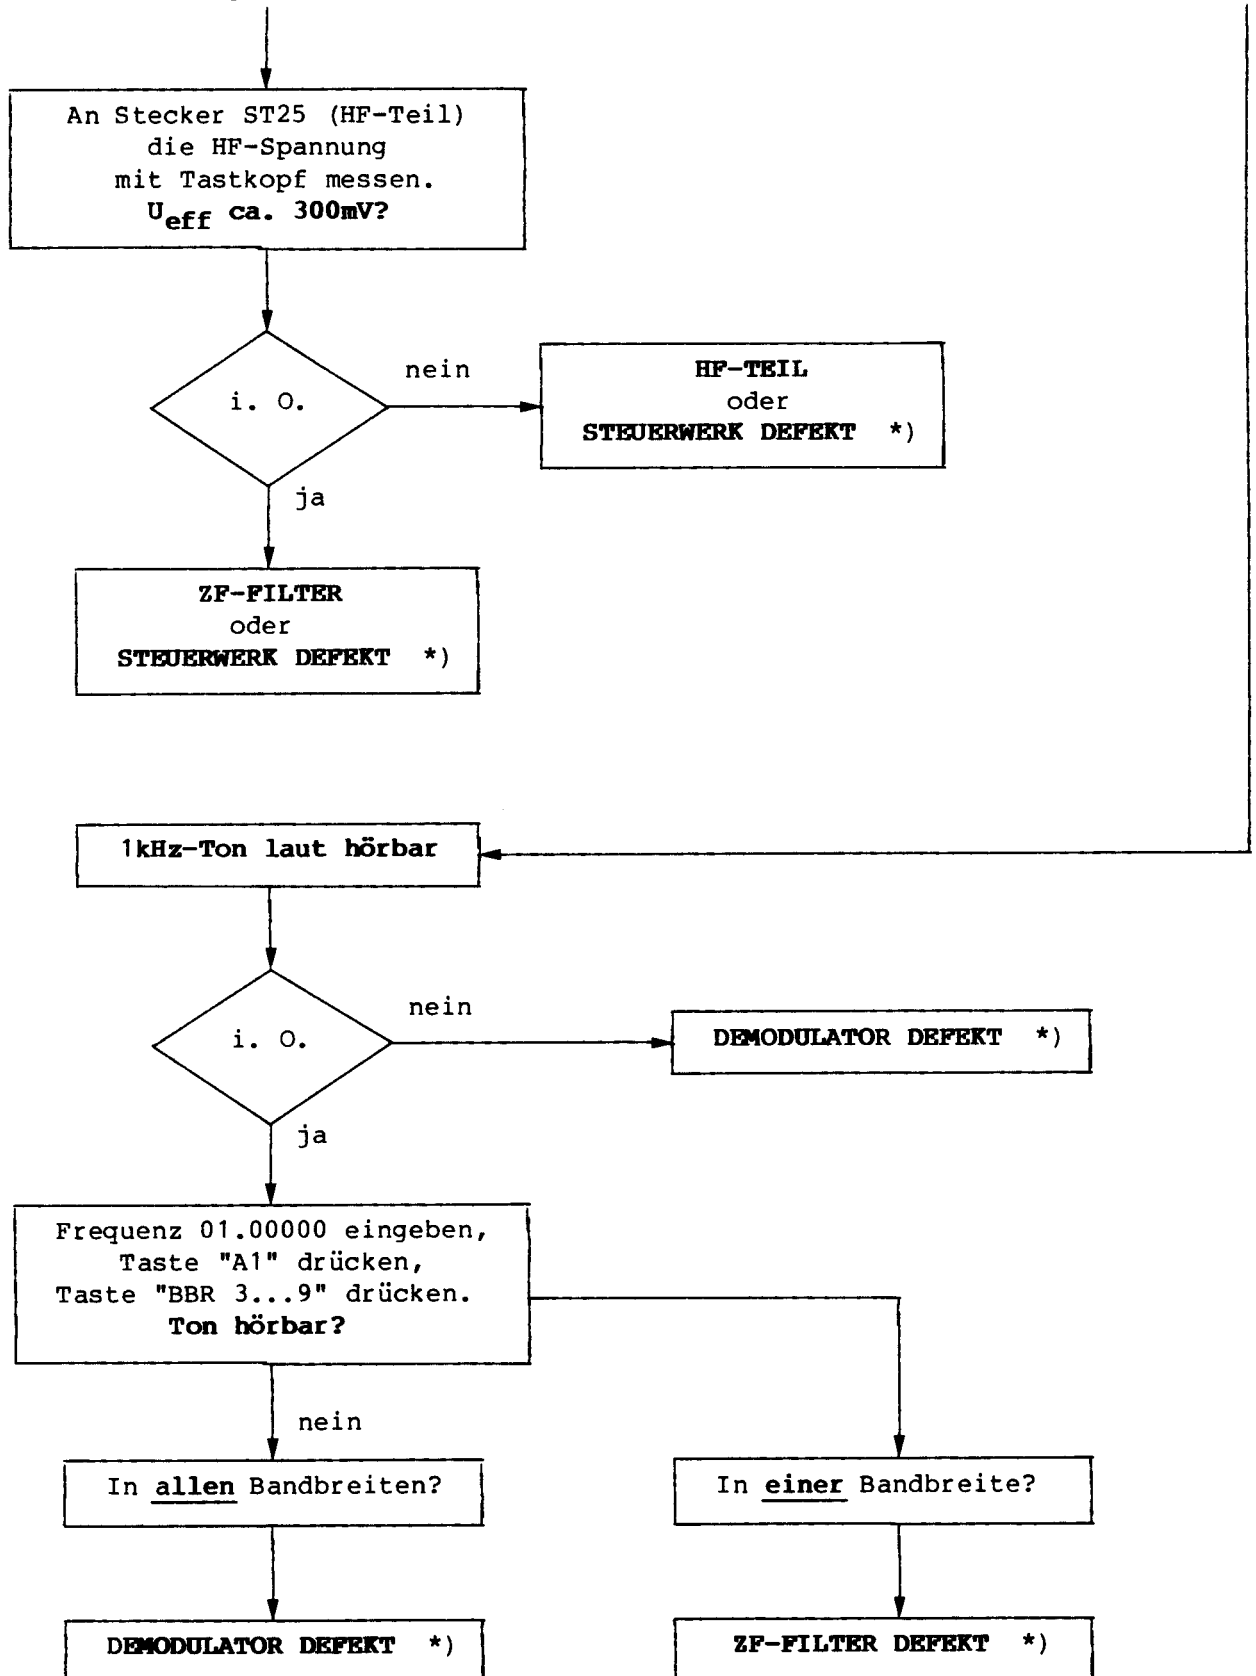 An Stecker ST25 (HF-Teil)
die HF-Spannung
mit Tastkopf messen.
Ueff ca. 300mV?
i. O.
nein
HF-TEIL
oder
STEUERWERK DEFEKT *)
ja
ZF-FILTER
oder
STEUERWERK DEFEKT *)
1kHz-Ton laut hörbar
i. O.
nein
DEMODULATOR DEFEKT *)
ja
Frequenz 01.00000 eingeben,
Taste "A1" drücken,
Taste "BBR 3...9" drücken.
Ton hörbar?
nein
In allen Bandbreiten?
In einer Bandbreite?
DEMODULATOR DEFEKT *)
ZF-FILTER DEFEKT *)